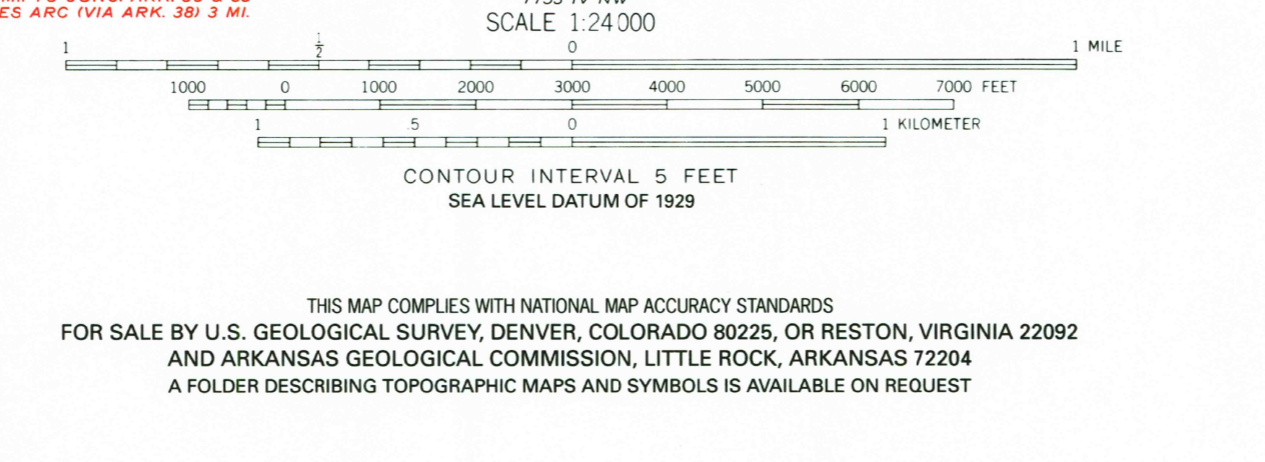 ES ARC (VIA ARK. 38) 3 MI.
SCALE 1:24 000
1 1/2 0 1 MILE
1000 0 1000 2000 3000 4000 5000 6000 7000 FEET
1 .5 0 1 KILOMETER
CONTOUR INTERVAL 5 FEET
SEA LEVEL DATUM OF 1929
THIS MAP COMPLIES WITH NATIONAL MAP ACCURACY STANDARDS
FOR SALE BY U.S. GEOLOGICAL SURVEY, DENVER, COLORADO 80225, OR RESTON, VIRGINIA 22092
AND ARKANSAS GEOLOGICAL COMMISSION, LITTLE ROCK, ARKANSAS 72204
A FOLDER DESCRIBING TOPOGRAPHIC MAPS AND SYMBOLS IS AVAILABLE ON REQUEST